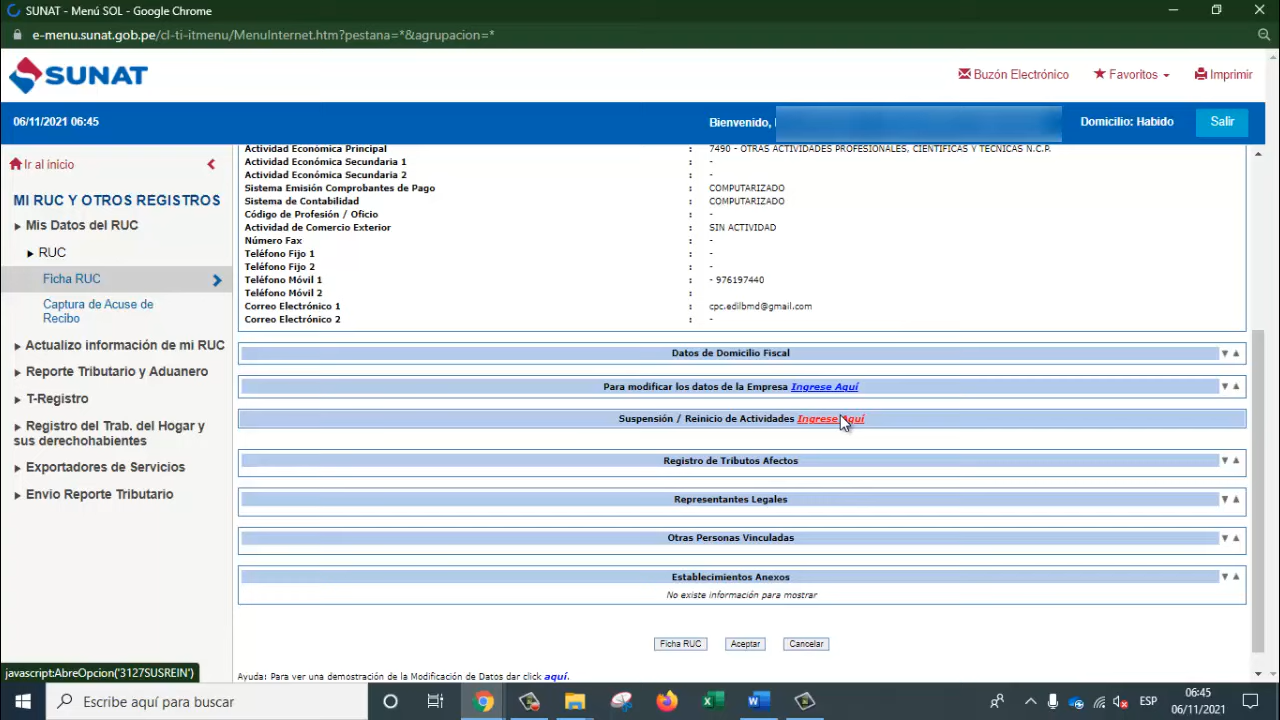 SUNAT - Menú SOL - Google Chrome
e-menu.sunat.gob.pe/cl-ti-itmenu/MenuInternet.htm?pestana=*&agrupacion=*
SUNAT
Buzón Electrónico
Favoritos
Imprimir
06/11/2021 06:45
Bienvenido,
Domicilio: Habido
Salir
Ir al inicio
MI RUC Y OTROS REGISTROS
Mis Datos del RUC
RUC
Ficha RUC
Captura de Acuse de
Recibo
Actualizo información de mi RUC
Reporte Tributario y Aduanero
T-Registro
Registro del Trab. del Hogar y
sus derechohabientes
Exportadores de Servicios
Envio Reporte Tributario
Actividad Económica Principal : 7490 - OTRAS ACTIVIDADES PROFESIONALES, CIENTIFICAS Y TECNICAS N.C.P.
Actividad Económica Secundaria 1 : -
Actividad Económica Secundaria 2 : -
Sistema Emisión Comprobantes de Pago : COMPUTARIZADO
Sistema de Contabilidad : COMPUTARIZADO
Código de Profesión / Oficio : -
Actividad de Comercio Exterior : SIN ACTIVIDAD
Número Fax : -
Teléfono Fijo 1 : -
Teléfono Fijo 2 : -
Teléfono Móvil 1 : - 976197440
Teléfono Móvil 2 :
Correo Electrónico 1 : cpc.edilbmd@gmail.com
Correo Electrónico 2 : -
Datos de Domicilio Fiscal
Para modificar los datos de la Empresa Ingrese Aquí
Suspensión / Reinicio de Actividades Ingrese Aquí
Registro de Tributos Afectos
Representantes Legales
Otras Personas Vinculadas
Establecimientos Anexos
No existe información para mostrar
Ficha RUC
Aceptar
Cancelar
Ayuda: Para ver una demostración de la Modificación de Datos dar click aquí.
javascript:AbreOpcion('3127SUSREIN')
Escribe aquí para buscar
ESP
06:45
06/11/2021